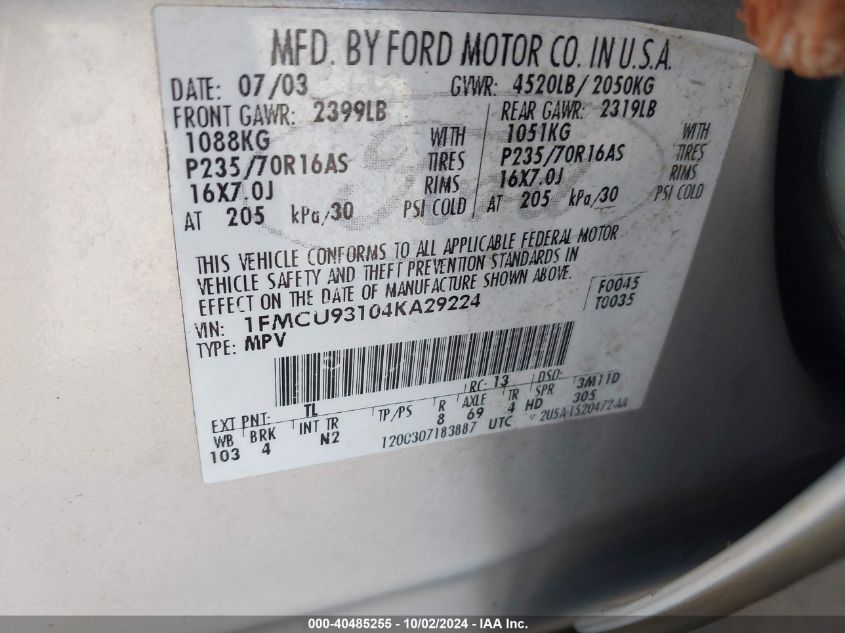 MFD. BY FORD MOTOR CO. IN U.S.A.
DATE: 07/03 GVWR: 4520LB/ 2050KG
FRONT GAWR: 2399LB REAR GAWR: 2319LB
1088KG WITH 1051KG WITH
P235/70R16AS TIRES P235/70R16AS TIRES
16X7.0J RIMS 16X7.0J RIMS
AT 205 kPa/30 PSI COLD AT 205 kPa/30 PSI COLD
THIS VEHICLE CONFORMS TO ALL APPLICABLE FEDERAL MOTOR
VEHICLE SAFETY AND THEFT PREVENTION STANDARDS IN
EFFECT ON THE DATE OF MANUFACTURE SHOWN ABOVE.
F0045
T0035
VIN: 1FMCU93104KA29224
TYPE: MPV
RC: 13 DSO: 3M11D
EXT PNT: TL
WB BRK INT TR TP/PS R AXLE TR SPR
103 4 N2 8 69 4 HD 305
120C307183887 UTC 2U5A-1520472-AA
000-40485255 - 10/02/2024 - IAA Inc.